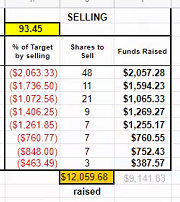 SELLING
93.45
% of Target by selling Shares to Sell Funds Raised
($2,063.33) 48 $2,057.28
($1,736.50) 11 $1,594.23
($1,072.56) 21 $1,065.33
($1,406.25) 9 $1,269.27
($1,261.85) 7 $1,255.17
($760.77) 7 $760.55
($848.00) 7 $752.43
($463.49) 3 $387.57
$12,059.68 $9,141.83
raised